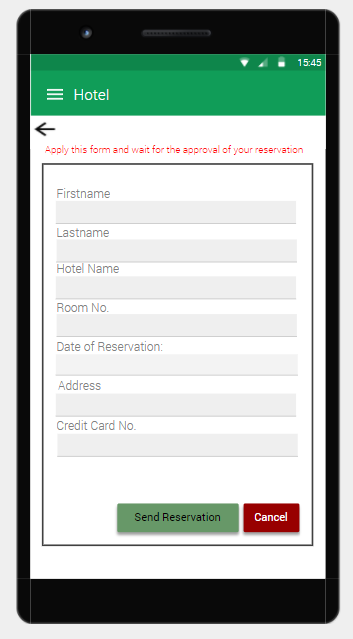 15:45
Hotel
Apply this form and wait for the approval of your reservation
Firstname
Lastname
Hotel Name
Room No.
Date of Reservation:
Address
Credit Card No.
Send Reservation
Cancel